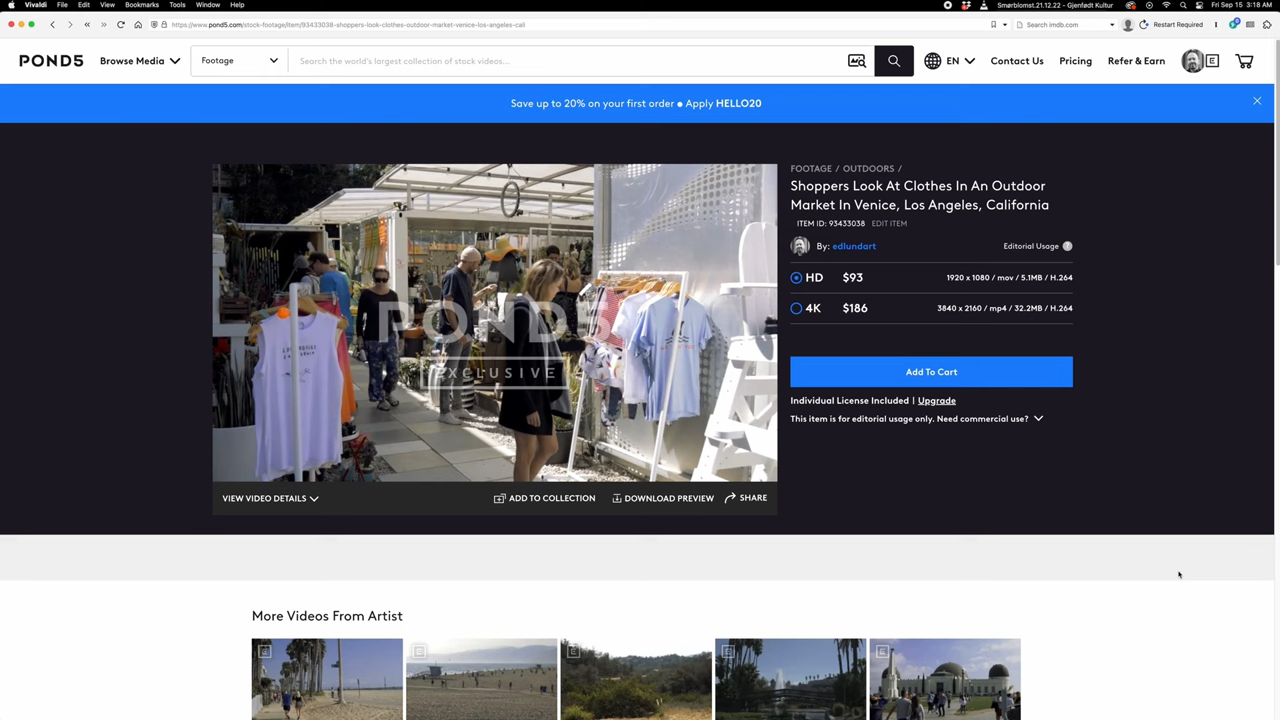 Vivaldi File Edit View Bookmarks Tools Window Help
Smørblomst.21.12.22 - Gjenfødt Kultur
Fri Sep 15 3:18 AM
https://www.pond5.com/stock-footage/item/93433038-shoppers-look-clothes-outdoor-market-venice-los-angeles-cali
Search imdb.com
Restart Required
POND5
Browse Media
Footage
Search the world's largest collection of stock videos...
EN
Contact Us
Pricing
Refer & Earn
Save up to 20% on your first order ● Apply HELLO20
FOOTAGE / OUTDOORS /
Shoppers Look At Clothes In An Outdoor
Market In Venice, Los Angeles, California
ITEM ID: 93433038 EDIT ITEM
By: edlundart
Editorial Usage ?
HD $93 1920 x 1080 / mov / 5.1MB / H.264
4K $186 3840 x 2160 / mp4 / 32.2MB / H.264
Add To Cart
Individual License Included | Upgrade
This item is for editorial usage only. Need commercial use?
POND5
EXCLUSIVE
VIEW VIDEO DETAILS
ADD TO COLLECTION
DOWNLOAD PREVIEW
SHARE
More Videos From Artist